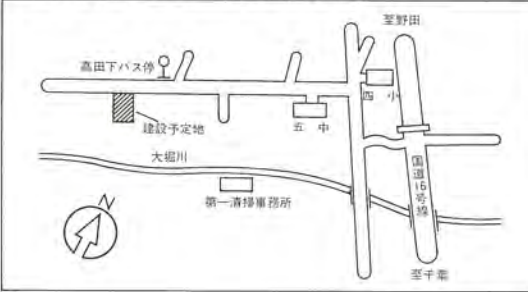 至野田
高田下バス停
四小
五中
建設予定地
大堀川
国道16号線
第一清掃事務所
N
至千葉